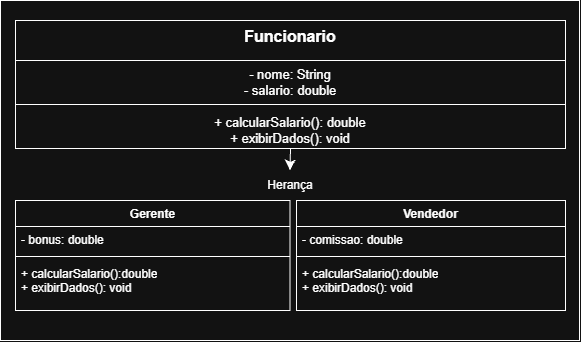 Funcionario
- nome: String
- salario: double
+ calcularSalario(): double
+ exibirDados(): void
Herança
Gerente
- bonus: double
+ calcularSalario():double
+ exibirDados(): void
Vendedor
- comissao: double
+ calcularSalario():double
+ exibirDados(): void